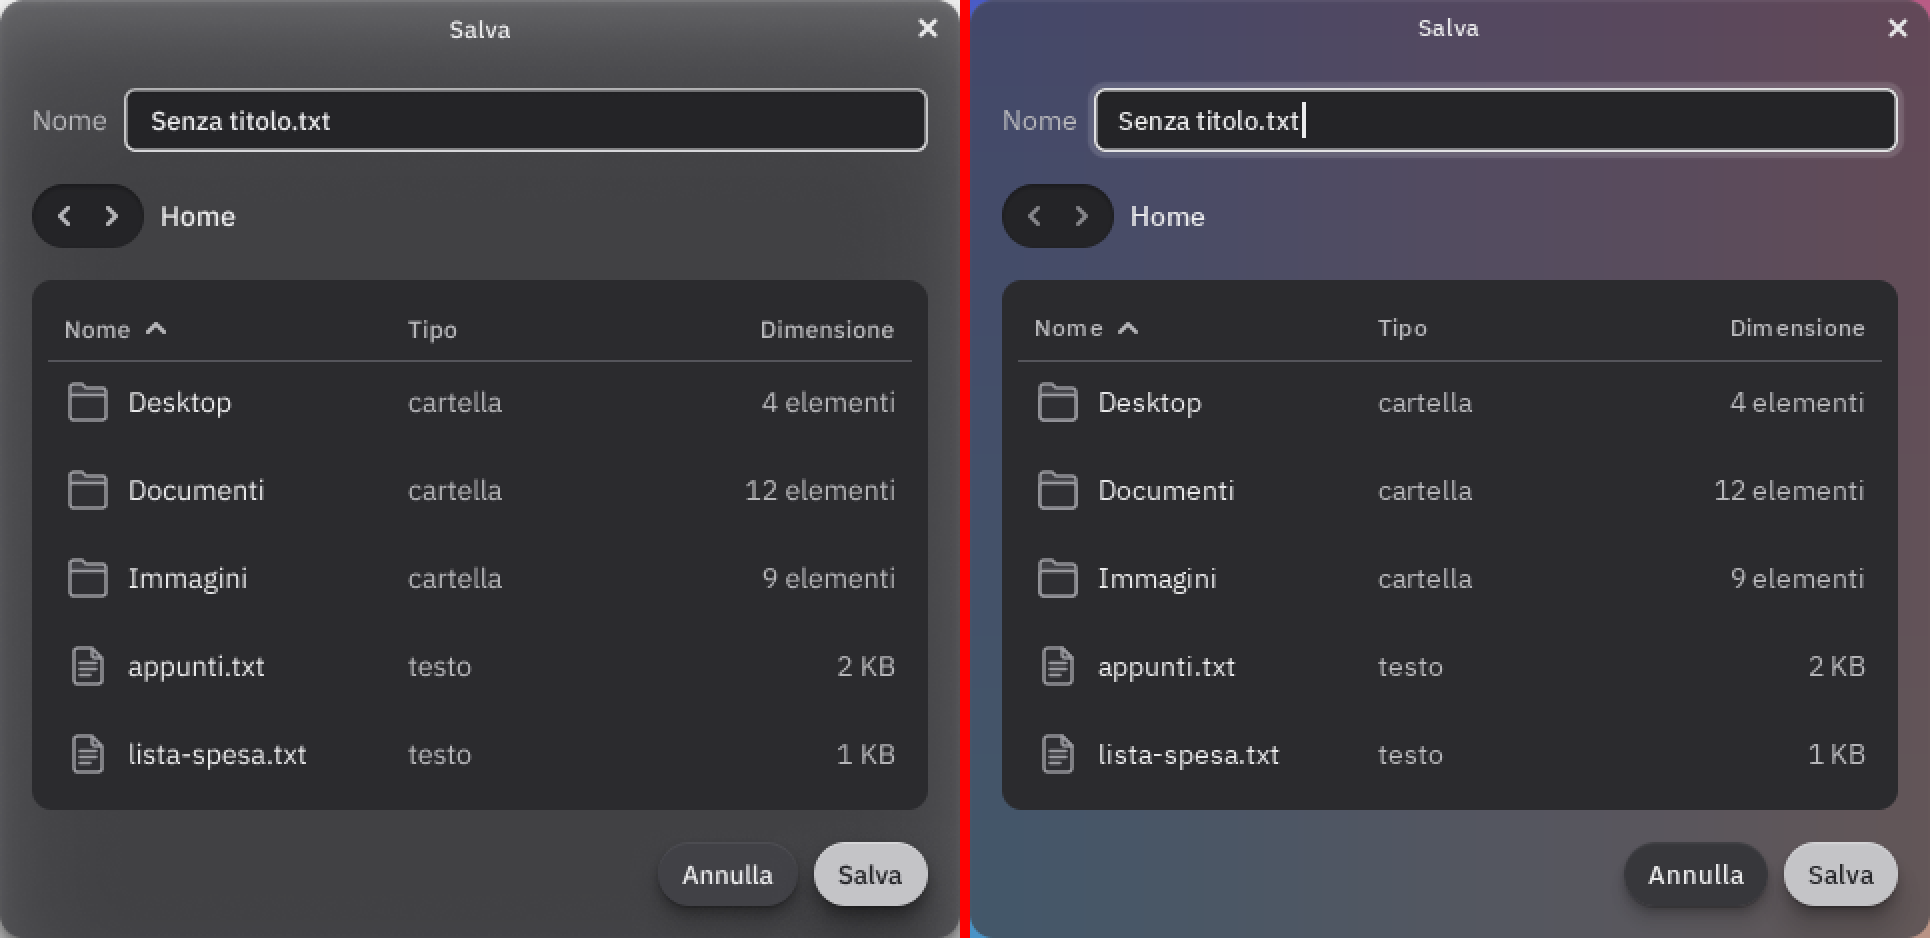 Salva
Nome Senza titolo.txt
Home
Nome Tipo Dimensione
Desktop cartella 4 elementi
Documenti cartella 12 elementi
Immagini cartella 9 elementi
appunti.txt testo 2 KB
lista-spesa.txt testo 1 KB
Annulla Salva
Salva
Nome Senza titolo.txt
Home
Nome Tipo Dimensione
Desktop cartella 4 elementi
Documenti cartella 12 elementi
Immagini cartella 9 elementi
appunti.txt testo 2 KB
lista-spesa.txt testo 1 KB
Annulla Salva